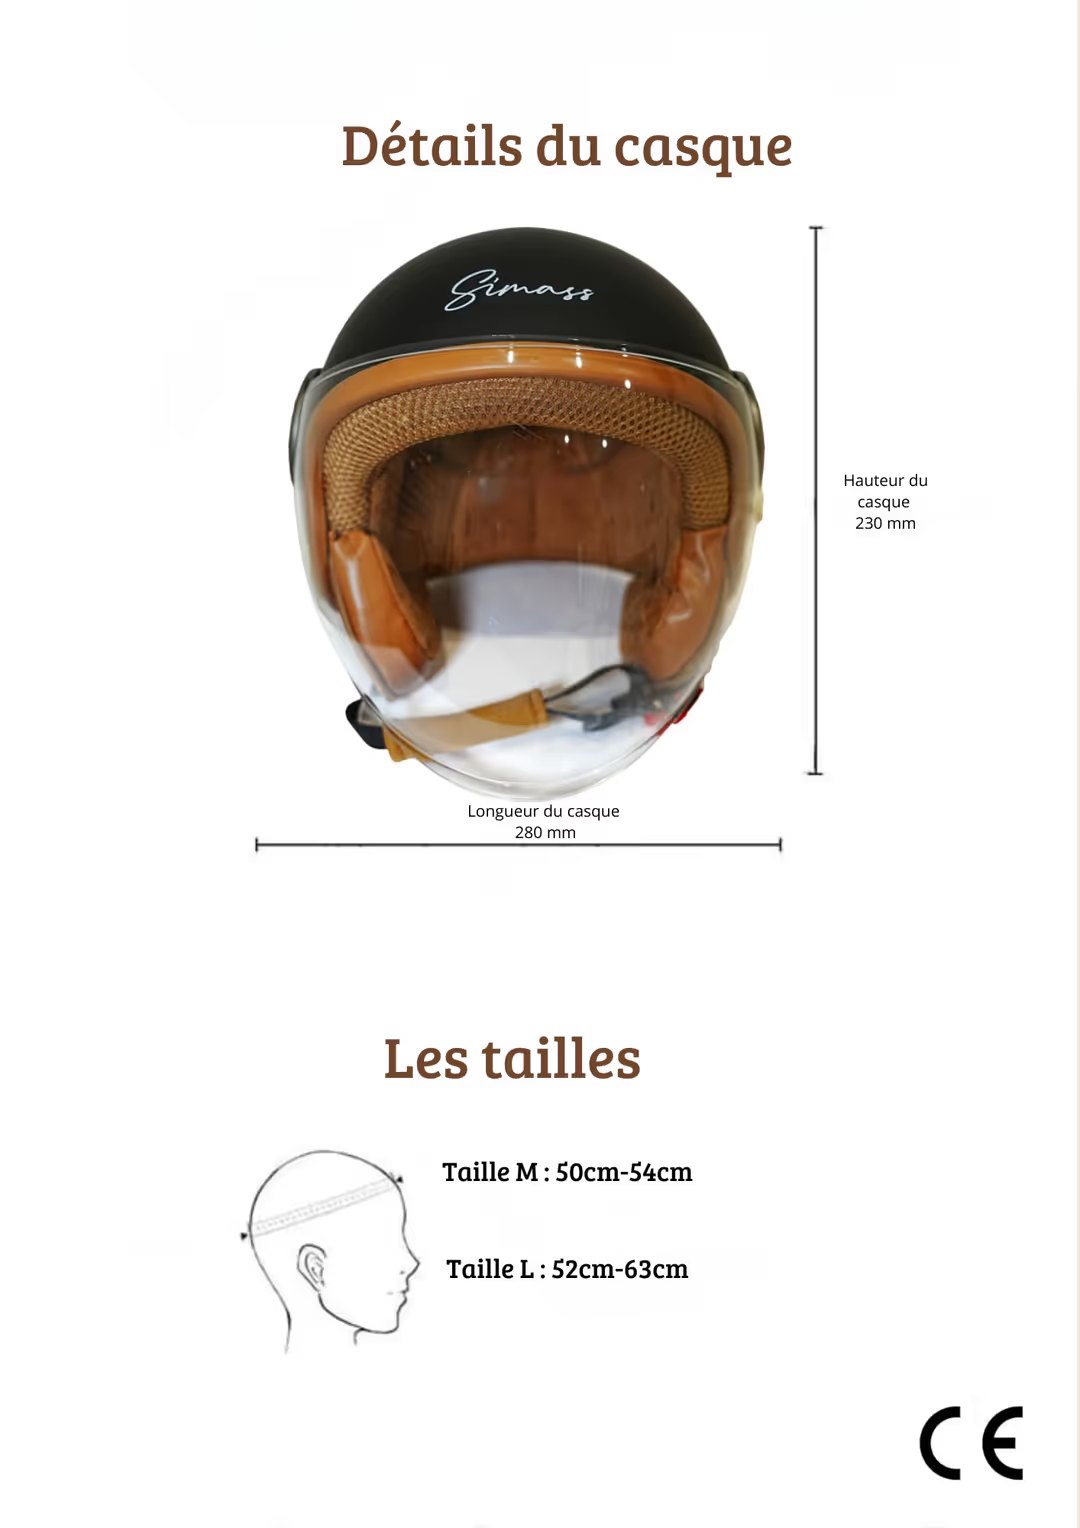 Détails du casque
Simass
Hauteur du
casque
230 mm
Longueur du casque
280 mm
Les tailles
Taille M : 50cm-54cm
Taille L : 52cm-63cm
CE